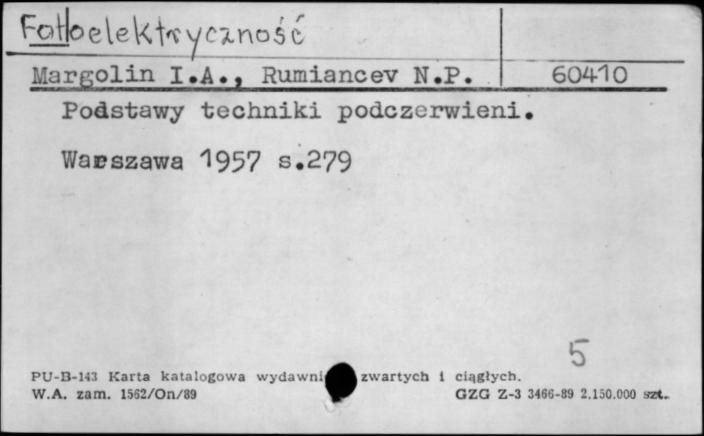 Fotoelektryczność
Margolin I.A., Rumiancev N.P. 60410
Podstawy techniki podczerwieni.
Warszawa 1957 s.279
5
PU-B-143 Karta katalogowa wydawni zwartych i ciągłych.
W.A. zam. 1562/On/89 GZG Z-3 3466-89 2.150.000 szt.